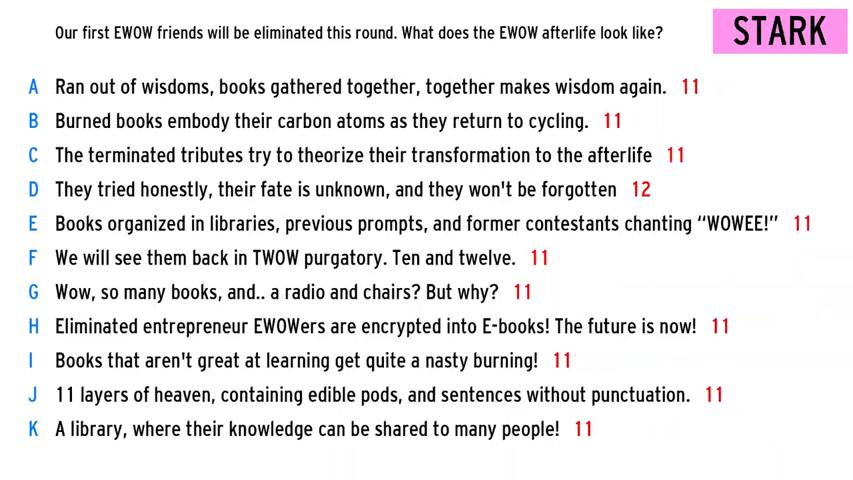 Our first EWOW friends will be eliminated this round. What does the EWOW afterlife look like?
STARK
A Ran out of wisdoms, books gathered together, together makes wisdom again. 11
B Burned books embody their carbon atoms as they return to cycling. 11
C The terminated tributes try to theorize their transformation to the afterlife 11
D They tried honestly, their fate is unknown, and they won't be forgotten 12
E Books organized in libraries, previous prompts, and former contestants chanting “WOWEE!” 11
F We will see them back in TWOW purgatory. Ten and twelve. 11
G Wow, so many books, and.. a radio and chairs? But why? 11
H Eliminated entrepreneur EWOWers are encrypted into E-books! The future is now! 11
I Books that aren't great at learning get quite a nasty burning! 11
J 11 layers of heaven, containing edible pods, and sentences without punctuation. 11
K A library, where their knowledge can be shared to many people! 11